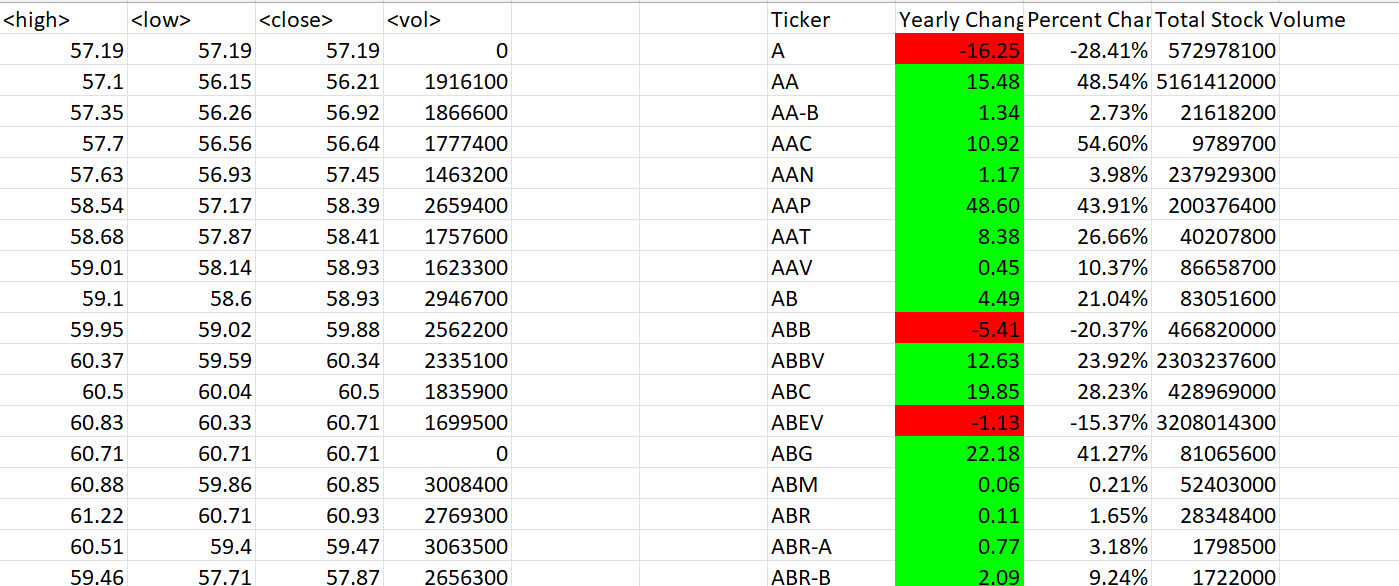 <high> <low> <close> <vol> Ticker Yearly Chang Percent Char Total Stock Volume
57.19 57.19 57.19 0 A -16.25 -28.41% 572978100
57.1 56.15 56.21 1916100 AA 15.48 48.54% 5161412000
57.35 56.26 56.92 1866600 AA-B 1.34 2.73% 21618200
57.7 56.56 56.64 1777400 AAC 10.92 54.60% 9789700
57.63 56.93 57.45 1463200 AAN 1.17 3.98% 237929300
58.54 57.17 58.39 2659400 AAP 48.60 43.91% 200376400
58.68 57.87 58.41 1757600 AAT 8.38 26.66% 40207800
59.01 58.14 58.93 1623300 AAV 0.45 10.37% 86658700
59.1 58.6 58.93 2946700 AB 4.49 21.04% 83051600
59.95 59.02 59.88 2562200 ABB -5.41 -20.37% 466820000
60.37 59.59 60.34 2335100 ABBV 12.63 23.92% 2303237600
60.5 60.04 60.5 1835900 ABC 19.85 28.23% 428969000
60.83 60.33 60.71 1699500 ABEV -1.13 -15.37% 3208014300
60.71 60.71 60.71 0 ABG 22.18 41.27% 81065600
60.88 59.86 60.85 3008400 ABM 0.06 0.21% 52403000
61.22 60.71 60.93 2769300 ABR 0.11 1.65% 28348400
60.51 59.4 59.47 3063500 ABR-A 0.77 3.18% 1798500
59.46 57.71 57.87 2656300 ABR-B 2.09 9.24% 1722000